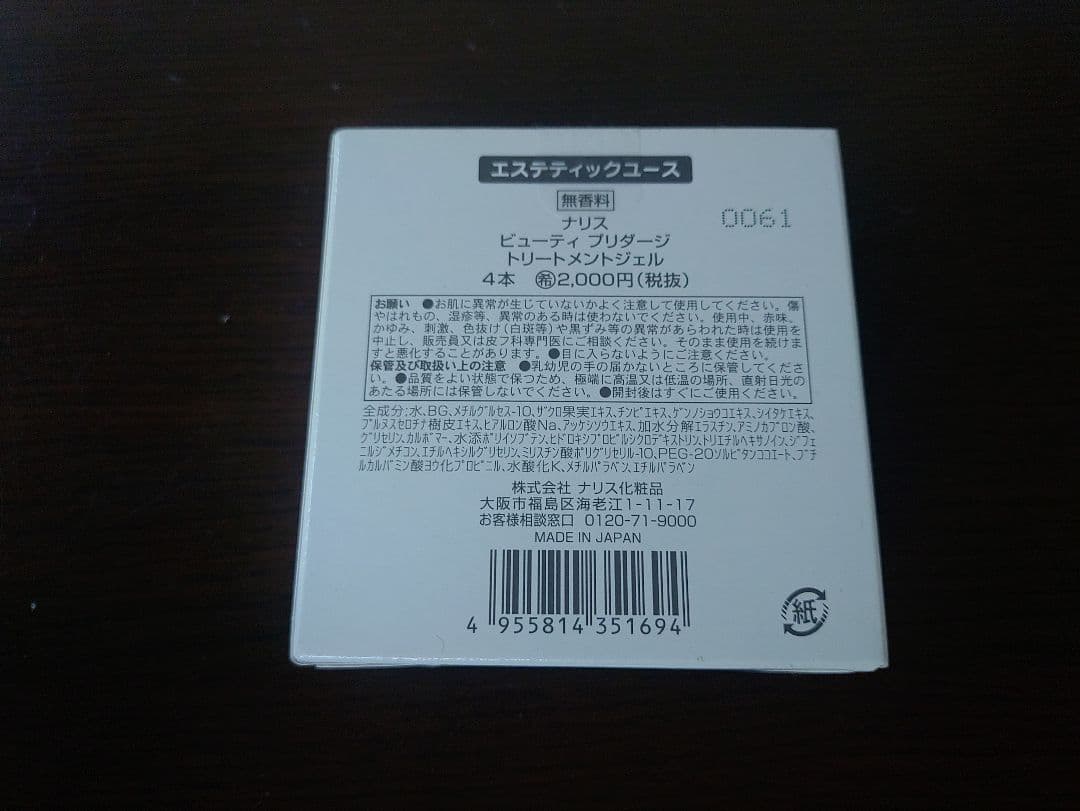 エステティックユース
無香料
0061
ナリス
ビューティ ブリダージ
トリートメントジェル
4本 ㊎2,000円(税抜)
お願い ●お肌に異常が生じていないかよく注意して使用してください。傷
やはれもの、湿疹等、異常のある時は使わないでください。使用中、赤味、
かゆみ、刺激、色抜け(白斑等)や黒ずみ等の異常があらわれた時は使用を
中止し、販売員又は皮フ科専門医にご相談ください。そのまま使用を続けま
すと悪化することがあります。●目に入らないようにご注意ください。
保管及び取扱い上の注意 ●乳幼児の手の届かないところに保管してくださ
い。●品質をよい状態で保つため、極端に高温又は低温の場所、直射日光の
あたる場所には保管しないでください。●開封後はすぐにご使用ください。
全成分;水、BG、メチルグルセス-10、ザクロ果実エキス、チンピエキス、ゲンノショウコエキス、シイタケエキス、
プルヌスセロチナ樹皮エキス、ヒアルロン酸Na、アッケシソウエキス、加水分解エラスチン、アミノカプロン酸、
グリセリン、カルボマー、水添ポリイソブテン、ヒドロキシプロピルシクロデキストリン、トリエチルヘキサノイン、ジフェ
ニルジメチコン、エチルヘキシルグリセリン、ミリスチン酸ポリグリセリル-10、PEG-20ソルビタンココエート、ブチ
ルカルバミン酸ヨウ化プロピニル、水酸化K、メチルパラベン、エチルパラベン
株式会社 ナリス化粧品
大阪市福島区海老江1-11-17
お客様相談窓口 0120-71-9000
MADE IN JAPAN
4 955814 351694
紙